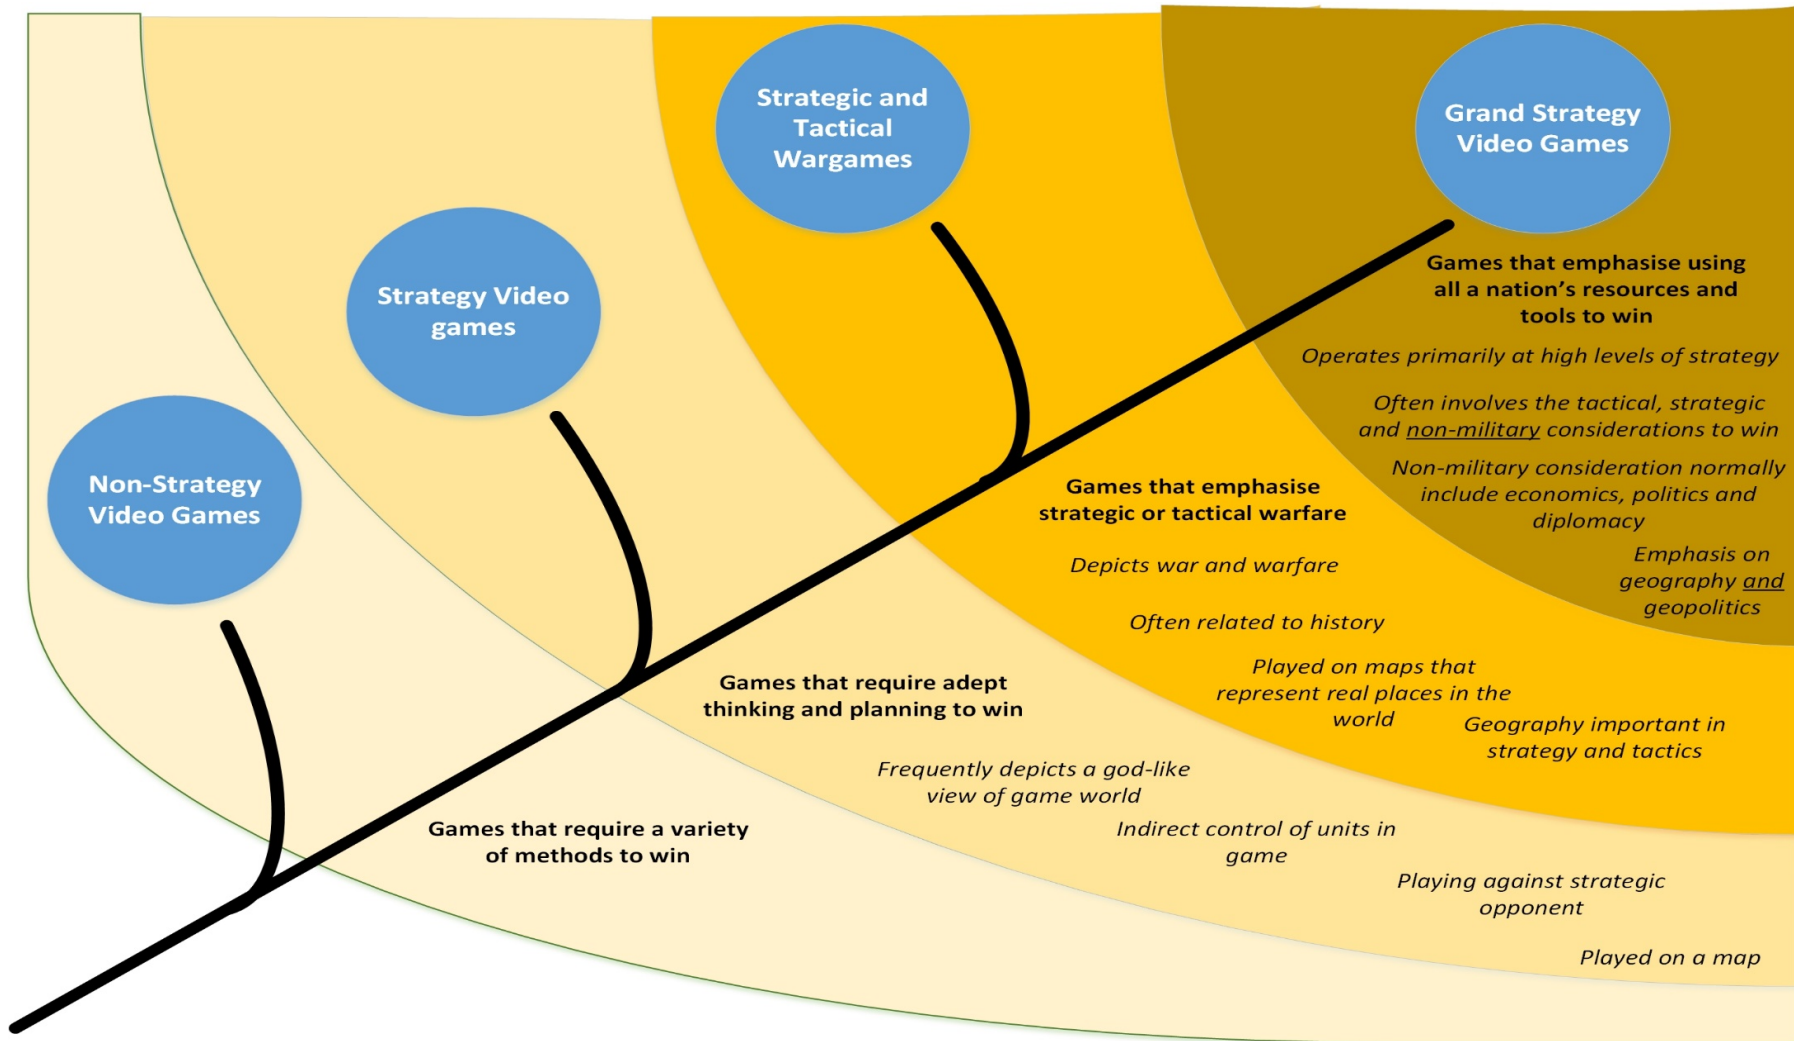 Strategic and
Tactical
Wargames
Grand Strategy
Video Games
Strategy Video
games
Non-Strategy
Video Games
Games that emphasise using
all a nation’s resources and
tools to win
Operates primarily at high levels of strategy
Often involves the tactical, strategic
and non-military considerations to win
Non-military consideration normally
include economics, politics and
diplomacy
Emphasis on
geography and
geopolitics
Games that emphasise
strategic or tactical warfare
Depicts war and warfare
Often related to history
Played on maps that
represent real places in the
world
Geography important in
strategy and tactics
Games that require adept
thinking and planning to win
Frequently depicts a god-like
view of game world
Indirect control of units in
game
Playing against strategic
opponent
Played on a map
Games that require a variety
of methods to win